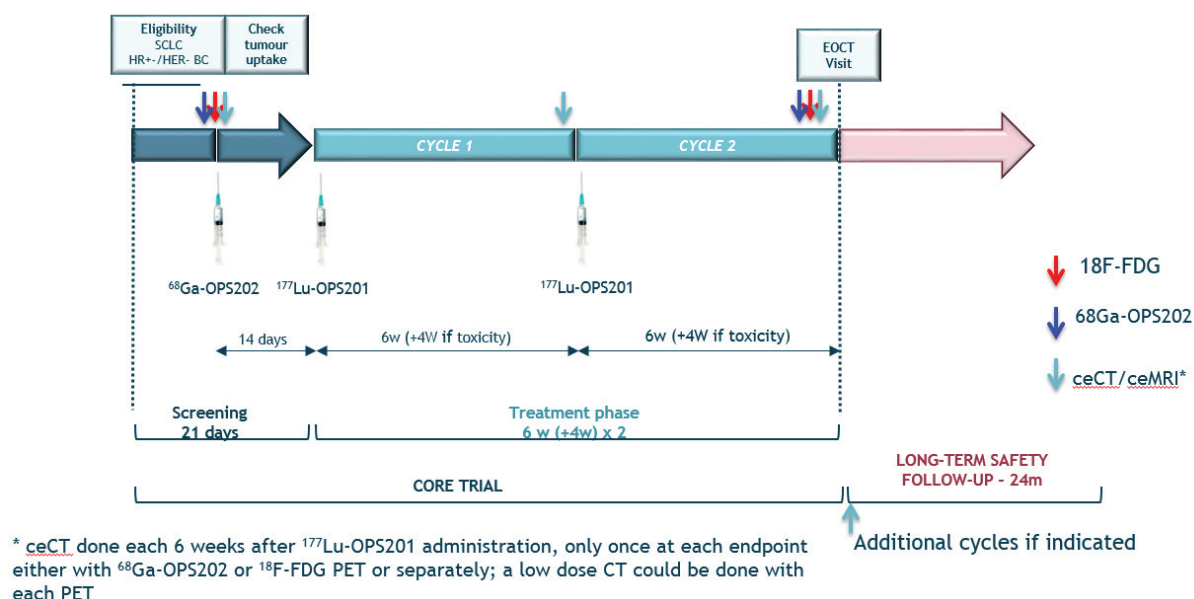 Eligibility
SCLC
HR+-/HER- BC
Check
tumour
uptake
EOCT
Visit
CYCLE 1
CYCLE 2
⁶⁸Ga-OPS202
¹⁷⁷Lu-OPS201
¹⁷⁷Lu-OPS201
18F-FDG
68Ga-OPS202
ceCT/ceMRI*
14 days
6w (+4W if toxicity)
6w (+4W if toxicity)
Screening
21 days
Treatment phase
6 w (+4w) x 2
CORE TRIAL
LONG-TERM SAFETY
FOLLOW-UP - 24m
Additional cycles if indicated
* ceCT done each 6 weeks after ¹⁷⁷Lu-OPS201 administration, only once at each endpoint
either with ⁶⁸Ga-OPS202 or ¹⁸F-FDG PET or separately; a low dose CT could be done with
each PET